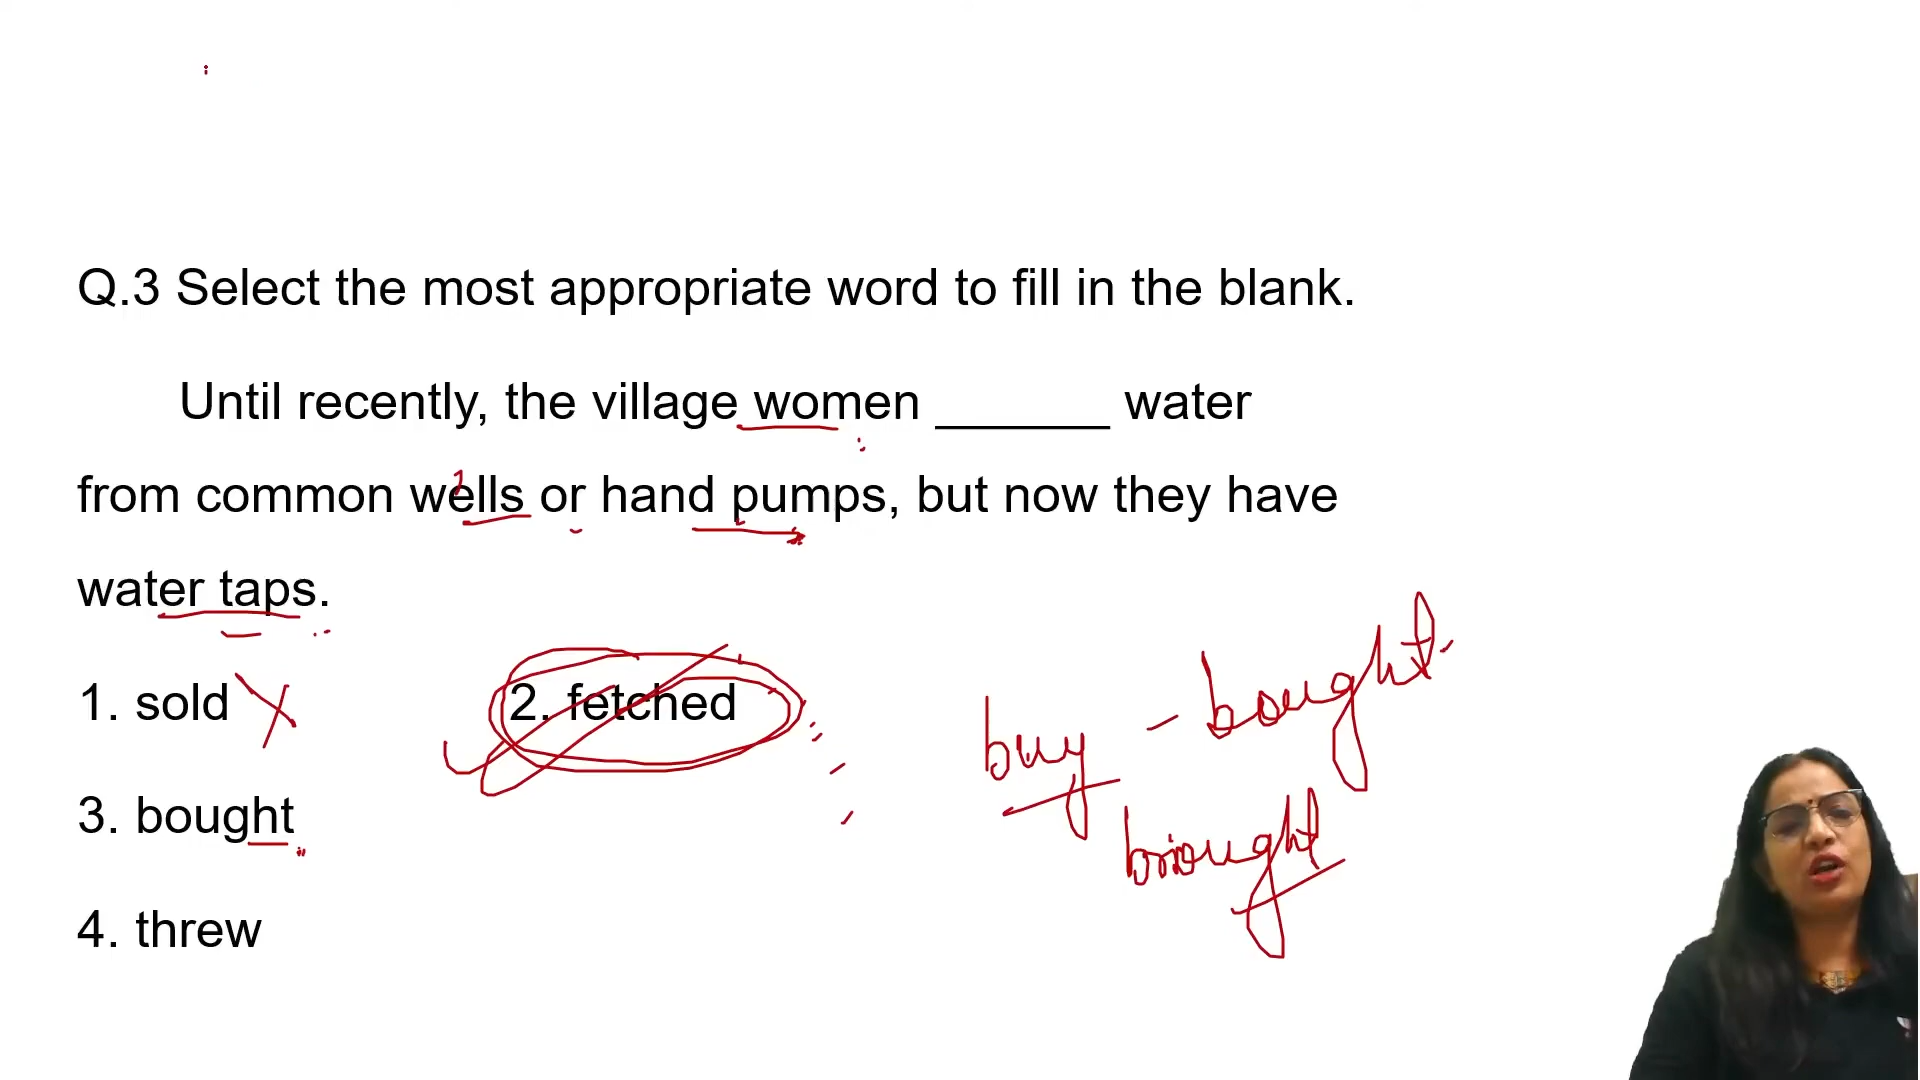 Q.3 Select the most appropriate word to fill in the blank.
Until recently, the village women _______ water
from common wells or hand pumps, but now they have
water taps.
1. sold
2. fetched
3. bought
4. threw
buy - bought
brought